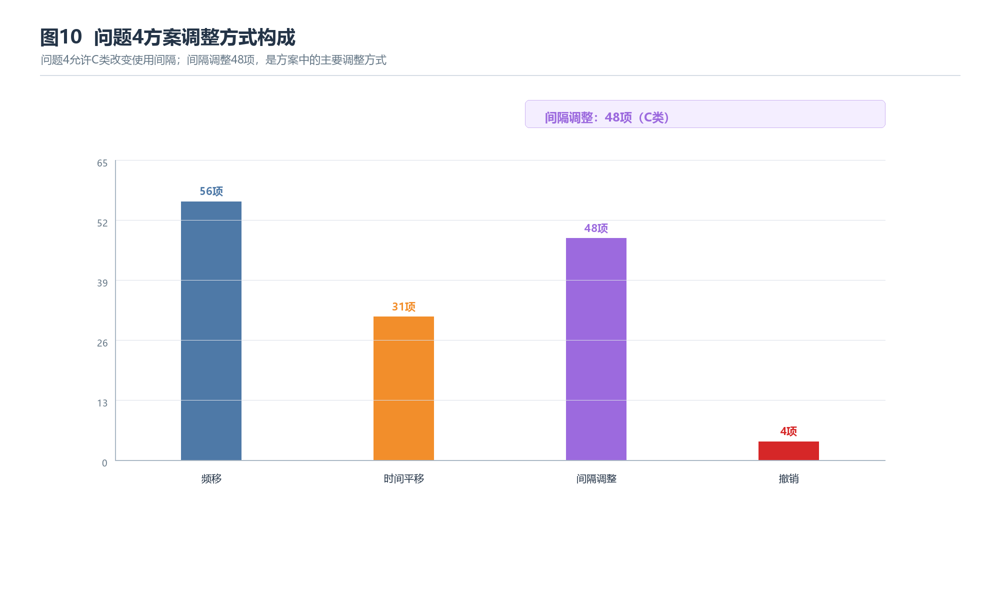 图10 问题4方案调整方式构成
问题4允许C类改变使用间隔；间隔调整48项，是方案中的主要调整方式
间隔调整：48项（C类）
65
56项
52
48项
39
31项
26
13
4项
0
频移
时间平移
间隔调整
撤销